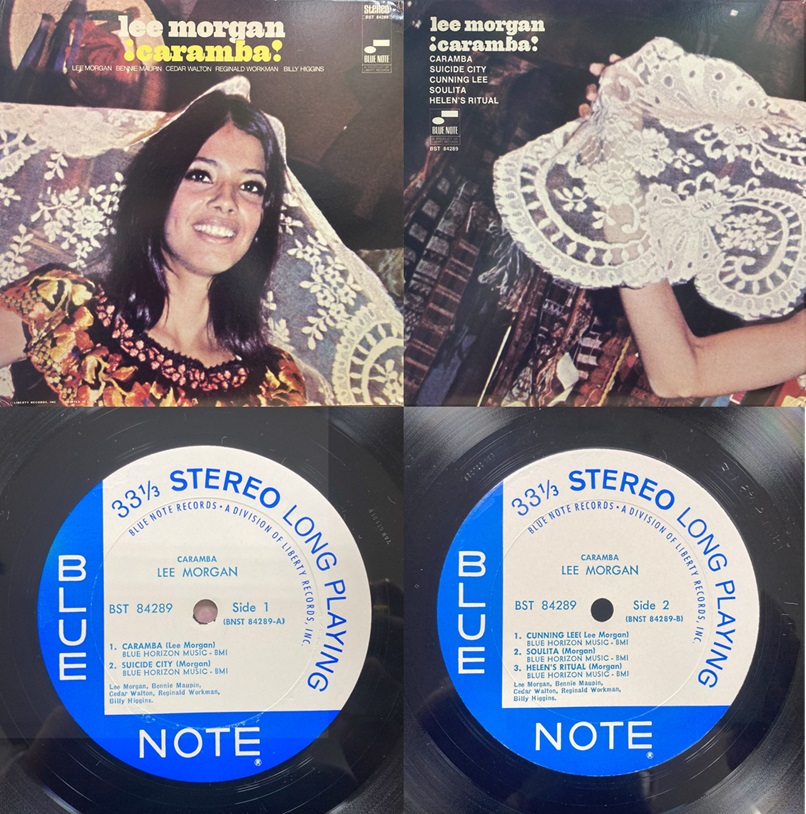 lee morgan
¡caramba!
LEE MORGAN BENNIE MAUPIN CEDAR WALTON REGINALD WORKMAN BILLY HIGGINS
Stereo
BST 84289
BLUE NOTE
LIBERTY RECORDS, INC
lee morgan
¡caramba!
CARAMBA
SUICIDE CITY
CUNNING LEE
SOULITA
HELEN'S RITUAL
BLUE NOTE
BST 84289
33 1/3 STEREO LONG PLAYING
BLUE NOTE RECORDS • A DIVISION OF LIBERTY RECORDS, INC.
CARAMBA
LEE MORGAN
BST 84289
Side 1
(BNST 84289-A)
1. CARAMBA (Lee Morgan)
BLUE HORIZON MUSIC - BMI
2. SUICIDE CITY (Morgan)
BLUE HORIZON MUSIC - BMI
Lee Morgan, Bennie Maupin,
Cedar Walton, Reginald Workman,
Billy Higgins.
BLUE
NOTE
®
33 1/3 STEREO LONG PLAYING
BLUE NOTE RECORDS • A DIVISION OF LIBERTY RECORDS, INC.
CARAMBA
LEE MORGAN
BST 84289
Side 2
(BNST 84289-B)
1. CUNNING LEE( Lee Morgan)
BLUE HORIZON MUSIC - BMI
2. SOULITA (Morgan)
BLUE HORIZON MUSIC - BMI
3. HELEN'S RITUAL (Morgan)
BLUE HORIZON MUSIC - BMI
Lee Morgan, Bennie Maupin,
Cedar Walton, Reginald Workman,
Billy Higgins.
BLUE
NOTE
®